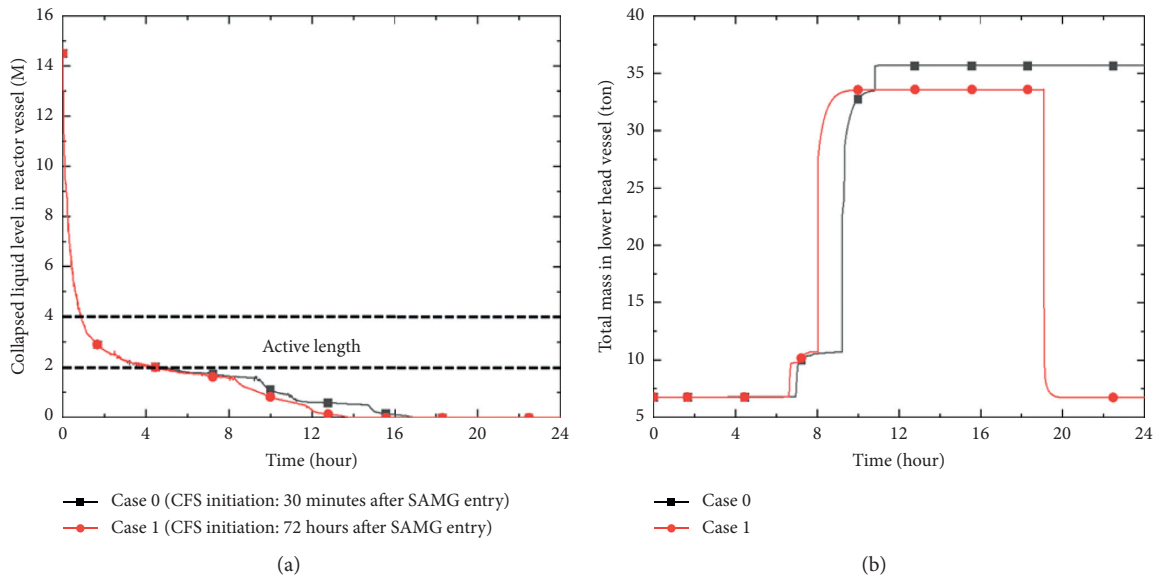 Collapsed liquid level in reactor vessel (M)
16
14
12
10
8
6
4
2
0
Active length
0 4 8 12 16 20 24
Time (hour)
Case 0 (CFS initiation: 30 minutes after SAMG entry)
Case 1 (CFS initiation: 72 hours after SAMG entry)
(a)
Total mass in lower head vessel (ton)
40
35
30
25
20
15
10
5
0 4 8 12 16 20 24
Time (hour)
Case 0
Case 1
(b)